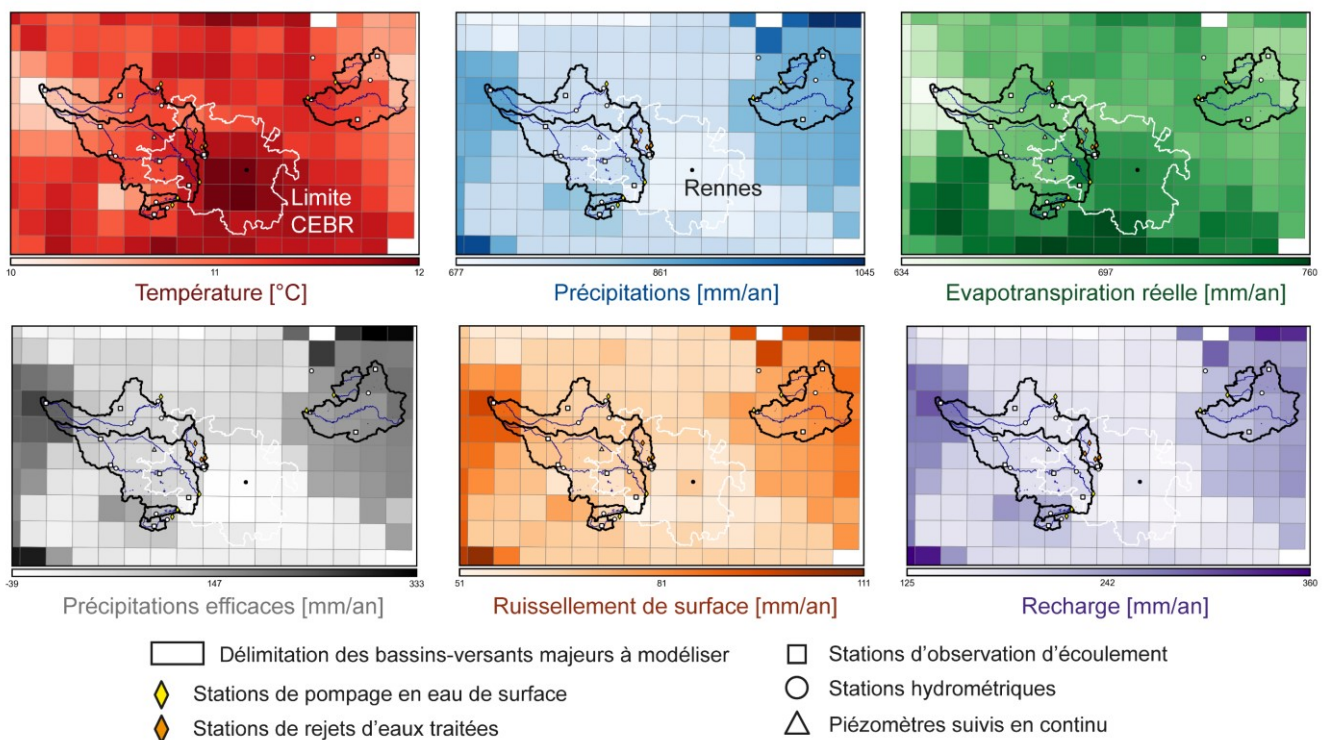 Limite
CEBR
Rennes
10 11 12
677 861 1045
634 697 760
Température [°C]
Précipitations [mm/an]
Evapotranspiration réelle [mm/an]
-39 147 333
51 81 111
125 242 360
Précipitations efficaces [mm/an]
Ruissellement de surface [mm/an]
Recharge [mm/an]
Délimitation des bassins-versants majeurs à modéliser
Stations de pompage en eau de surface
Stations de rejets d'eaux traitées
Stations d'observation d'écoulement
Stations hydrométriques
Piézomètres suivis en continu